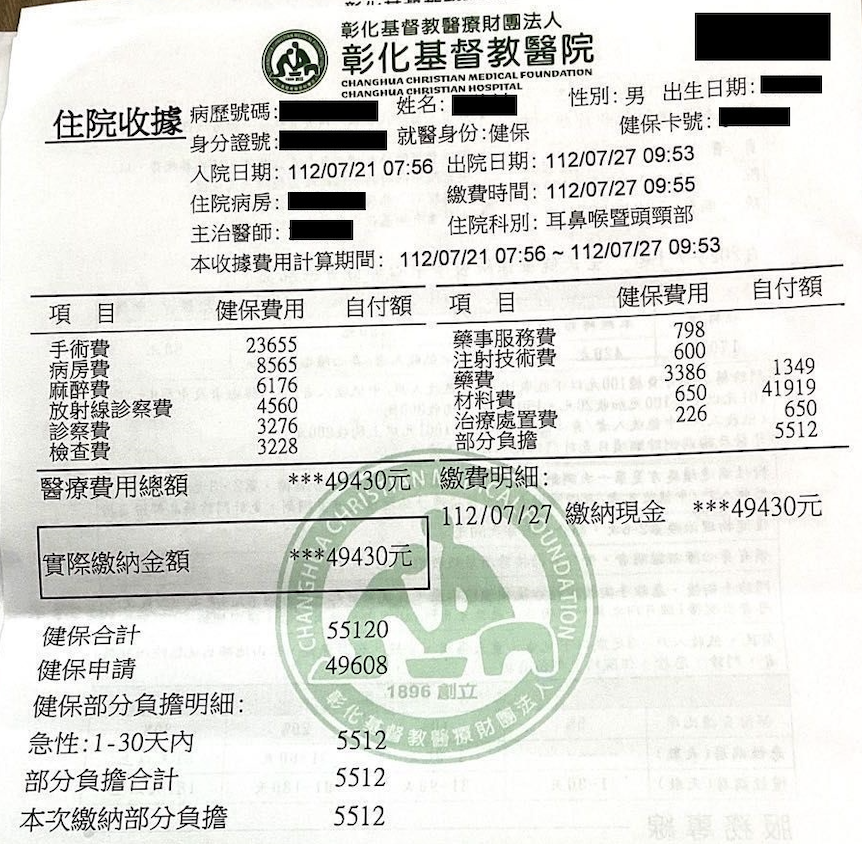 彰化基督教醫療財團法人
彰化基督教醫院
CHANGHUA CHRISTIAN MEDICAL FOUNDATION
CHANGHUA CHRISTIAN HOSPITAL
住院收據
病歷號碼: 姓名: 性別: 男 出生日期:
身分證號: 就醫身份:健保 健保卡號:
入院日期: 112/07/21 07:56 出院日期: 112/07/27 09:53
住院病房: 繳費時間: 112/07/27 09:55
主治醫師: 住院科別: 耳鼻喉暨頭頸部
本收據費用計算期間: 112/07/21 07:56 ~ 112/07/27 09:53
項 目 健保費用 自付額 項 目 健保費用 自付額
手術費 23655 藥事服務費 798
病房費 8565 注射技術費 600
麻醉費 6176 藥費 3386 1349
放射線診察費 4560 材料費 650 41919
診察費 3276 治療處置費 226 650
檢查費 3228 部分負擔 5512
醫療費用總額 ***49430元 繳費明細:
112/07/27 繳納現金 ***49430元
實際繳納金額 ***49430元
健保合計 55120
健保申請 49608
健保部分負擔明細:
急性:1-30天內 5512
部分負擔合計 5512
本次繳納部分負擔 5512
CHANGHUA CHRISTIAN MEDICAL FOUNDATION
1896 創立
彰化基督教醫療財團法人